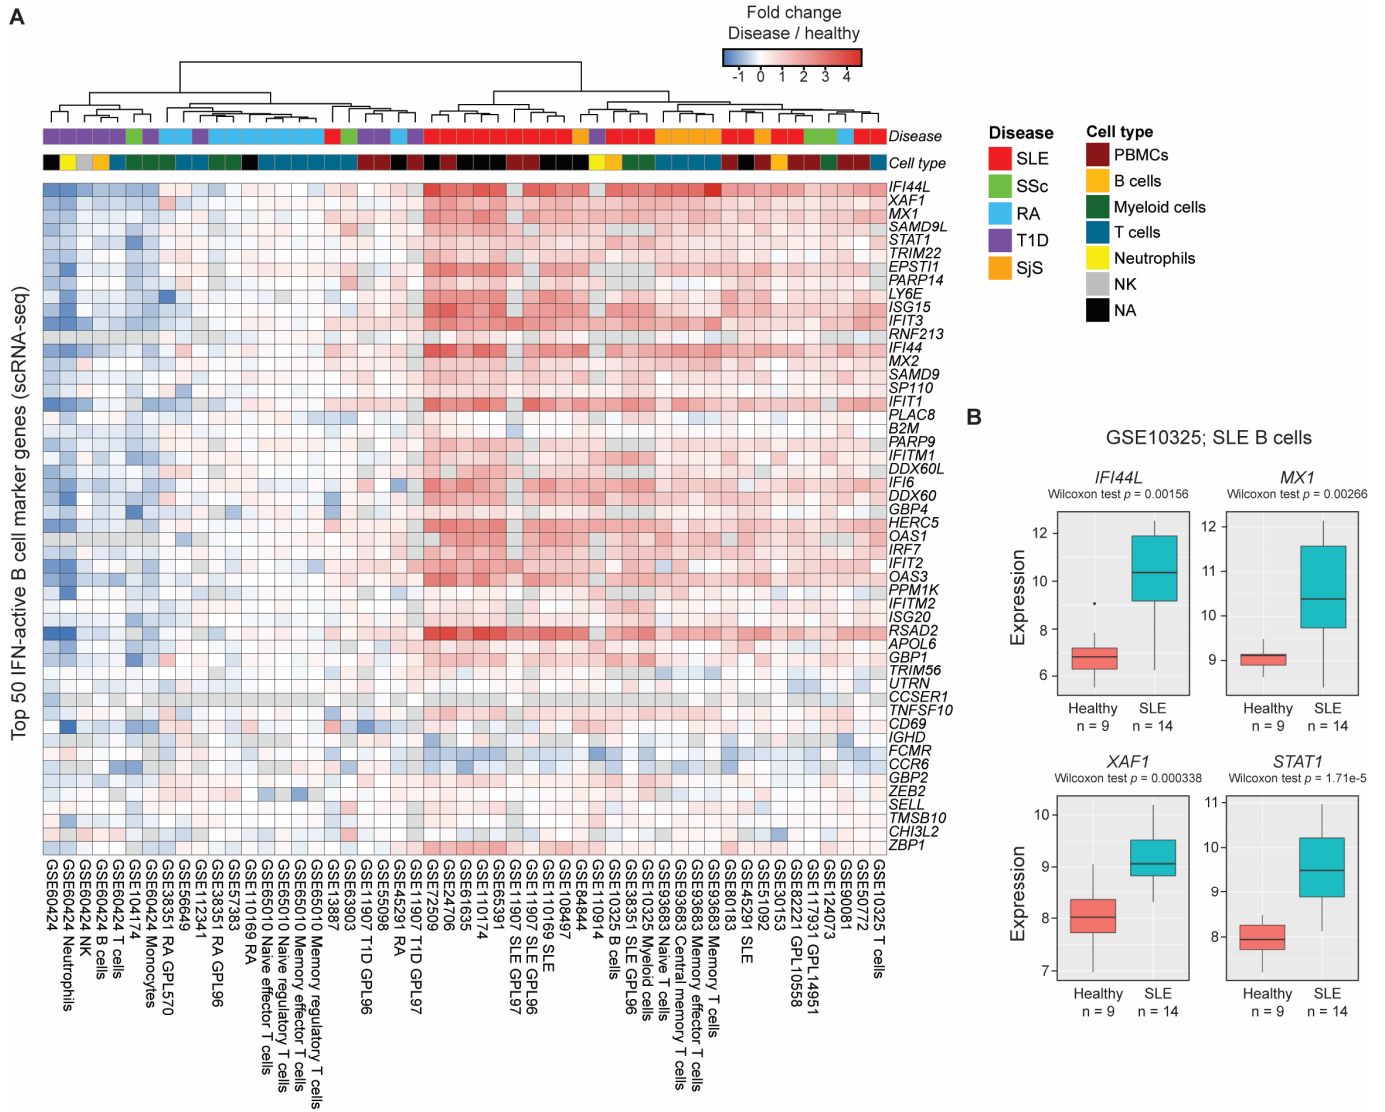 A
Fold change
Disease / healthy
-1 0 1 2 3 4
Disease
Cell type
Disease
SLE
SSc
RA
T1D
SjS
Cell type
PBMCs
B cells
Myeloid cells
T cells
Neutrophils
NK
NA
Top 50 IFN-active B cell marker genes (scRNA-seq)
IFI44L
XAF1
MX1
SAMD9L
STAT1
TRIM22
EPSTI1
PARP14
LY6E
ISG15
IFIT3
RNF213
IFI44
MX2
SAMD9
SP110
IFIT1
PLAC8
B2M
PARP9
IFITM1
DDX60L
IFI6
DDX60
GBP4
HERC5
OAS1
IRF7
IFIT2
OAS3
PPM1K
IFITM2
ISG20
RSAD2
APOL6
GBP1
TRIM56
UTRN
CCSER1
TNFSF10
CD69
IGHD
FCMR
CCR6
GBP2
ZEB2
SELL
TMSB10
CHI3L2
ZBP1
GSE60424
GSE60424 Neutrophils
GSE60424 NK
GSE60424 B cells
GSE60424 T cells
GSE104174
GSE60424 Monocytes
GSE38351 RA GPL570
GSE56649
GSE112341
GSE38351 RA GPL96
GSE57383
GSE110169 RA
GSE65010 Naive effector T cells
GSE65010 Naive regulatory T cells
GSE65010 Memory effector T cells
GSE65010 Memory regulatory T cells
GSE13887
GSE63903
GSE11907 T1D GPL96
GSE55098
GSE45291 RA
GSE11907 T1D GPL97
GSE72509
GSE24706
GSE61635
GSE110174
GSE65391
GSE11907 SLE GPL97
GSE11907 SLE GPL96
GSE110169 SLE
GSE108497
GSE84844
GSE110914
GSE10325 B cells
GSE38351 SLE GPL96
GSE10325 Myeloid cells
GSE93683 Naive T cells
GSE93683 Central memory T cells
GSE93683 Memory effector T cells
GSE93683 Memory T cells
GSE80183
GSE45291 SLE
GSE51092
GSE30153
GSE82221 GPL10558
GSE117931 GPL14951
GSE124073
GSE90081
GSE50772
GSE10325 T cells
B
GSE10325; SLE B cells
IFI44L
Wilcoxon test p = 0.00156
Expression
12
10
8
6
Healthy
n = 9
SLE
n = 14
MX1
Wilcoxon test p = 0.00266
12
11
10
9
Healthy
n = 9
SLE
n = 14
XAF1
Wilcoxon test p = 0.000338
Expression
10
9
8
7
Healthy
n = 9
SLE
n = 14
STAT1
Wilcoxon test p = 1.71e-5
11
10
9
8
Healthy
n = 9
SLE
n = 14